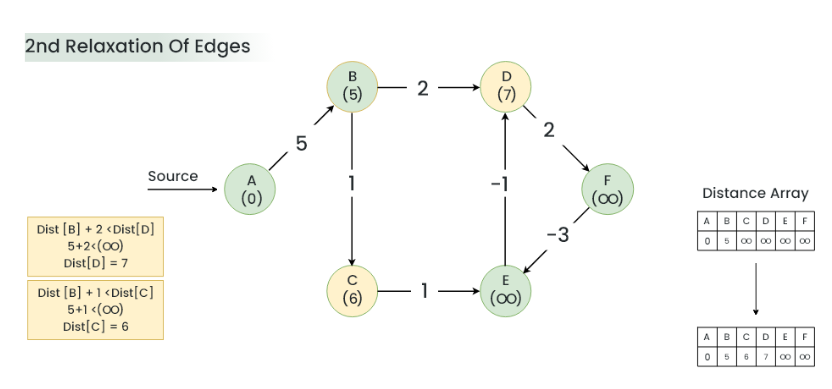 2nd Relaxation Of Edges
B
(5)
2
D
(7)
5
2
Source
A
(0)
1
-1
F
(∞)
Distance Array
A B C D E F
0 5 ∞ ∞ ∞ ∞
Dist [B] + 2 <Dist[D]
5+2<(∞)
Dist[D] = 7
-3
Dist [B] + 1 <Dist[C]
5+1 <(∞)
Dist[C] = 6
C
(6)
1
E
(∞)
A B C D E F
0 5 6 7 ∞ ∞